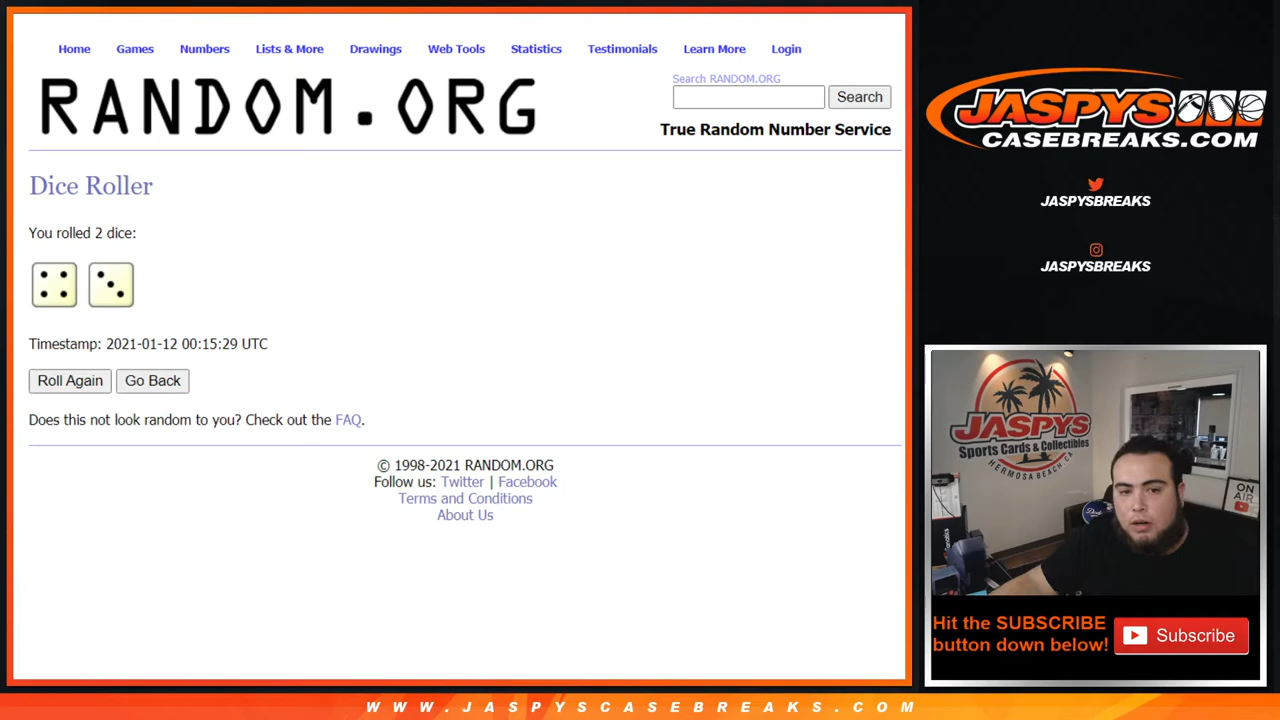 Home Games Numbers Lists & More Drawings Web Tools Statistics Testimonials Learn More Login
RANDOM.ORG
Search RANDOM.ORG
Search
True Random Number Service
Dice Roller
You rolled 2 dice:
Timestamp: 2021-01-12 00:15:29 UTC
Roll Again Go Back
Does this not look random to you? Check out the FAQ.
© 1998-2021 RANDOM.ORG
Follow us: Twitter | Facebook
Terms and Conditions
About Us
JASPYS
CASEBREAKS.COM
JASPYSBREAKS
JASPYSBREAKS
JASPYS
Sports Cards & Collectibles
HERMOSA BEACH, CA
ON
AIR
Hit the SUBSCRIBE
button down below!
Subscribe
WWW.JASPYSCASEBREAKS.COM